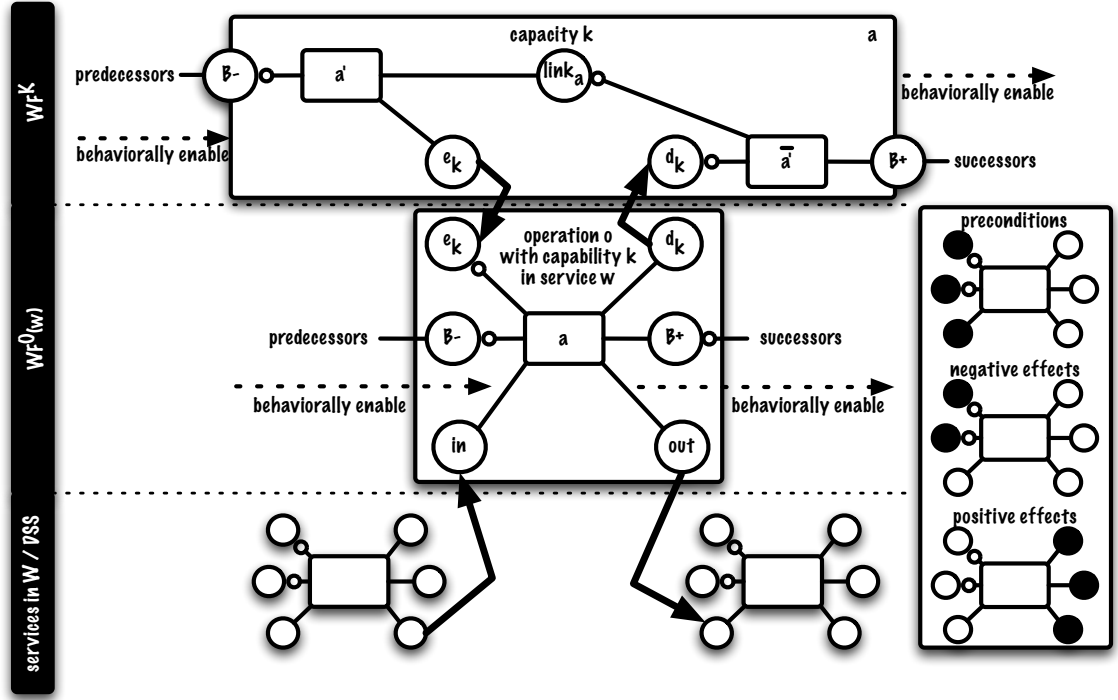 WF^K
capacity k
a
predecessors
B-
a'
link_a
behaviorally enable
behaviorally enable
e_k
d_k
a̅'
B+
successors
WF^O(w)
e_k
operation o
with capability k
in service w
d_k
predecessors
B-
a
B+
successors
behaviorally enable
behaviorally enable
in
out
services in W / DSS
preconditions
negative effects
positive effects